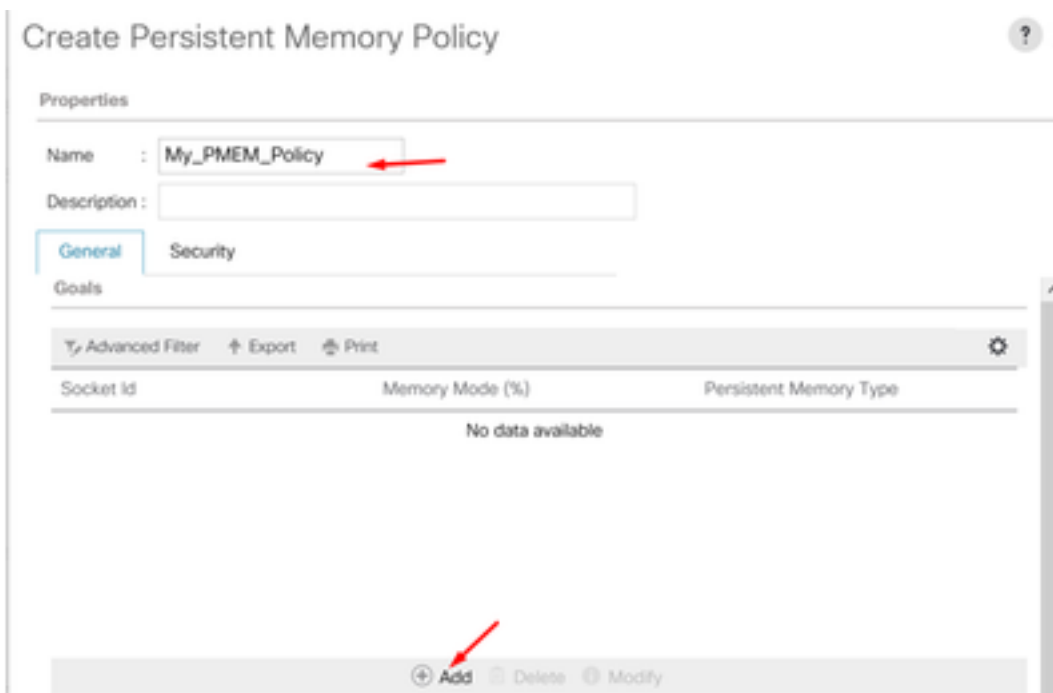 Create Persistent Memory Policy ?
Properties
Name : My_PMEM_Policy
Description :
General Security
Goals
Advanced Filter Export Print
Socket Id Memory Mode (%) Persistent Memory Type
No data available
Add Delete Modify